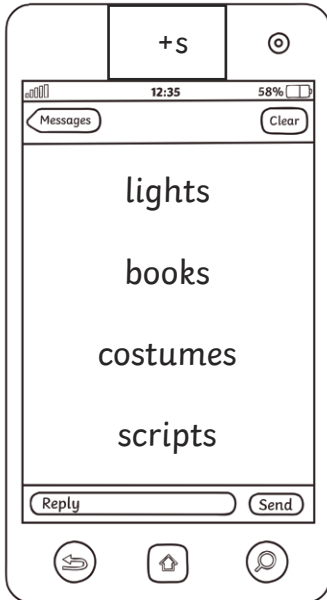 +s
12:35 58%
Messages Clear
lights
books
costumes
scripts
Reply Send